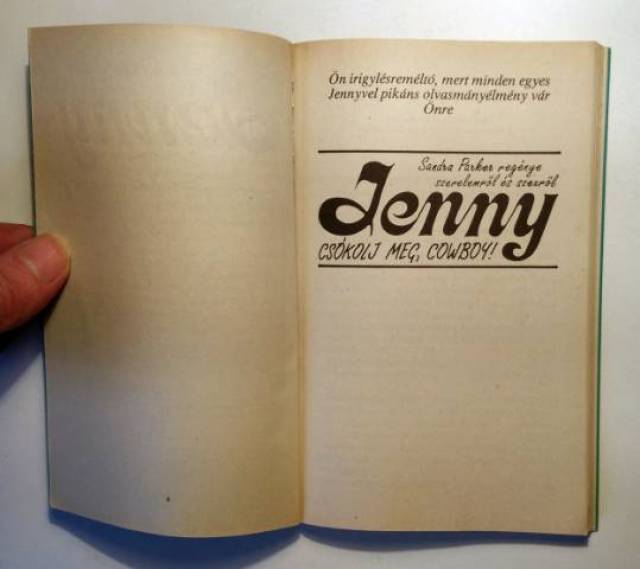 Ön irigylésreméltó, mert minden egyes
Jennyvel pikáns olvasmányélmény vár
Önre
Sandra Parker regénye
szerelemről és szexről
Jenny
CSÓKOLJ MEG, COWBOY!